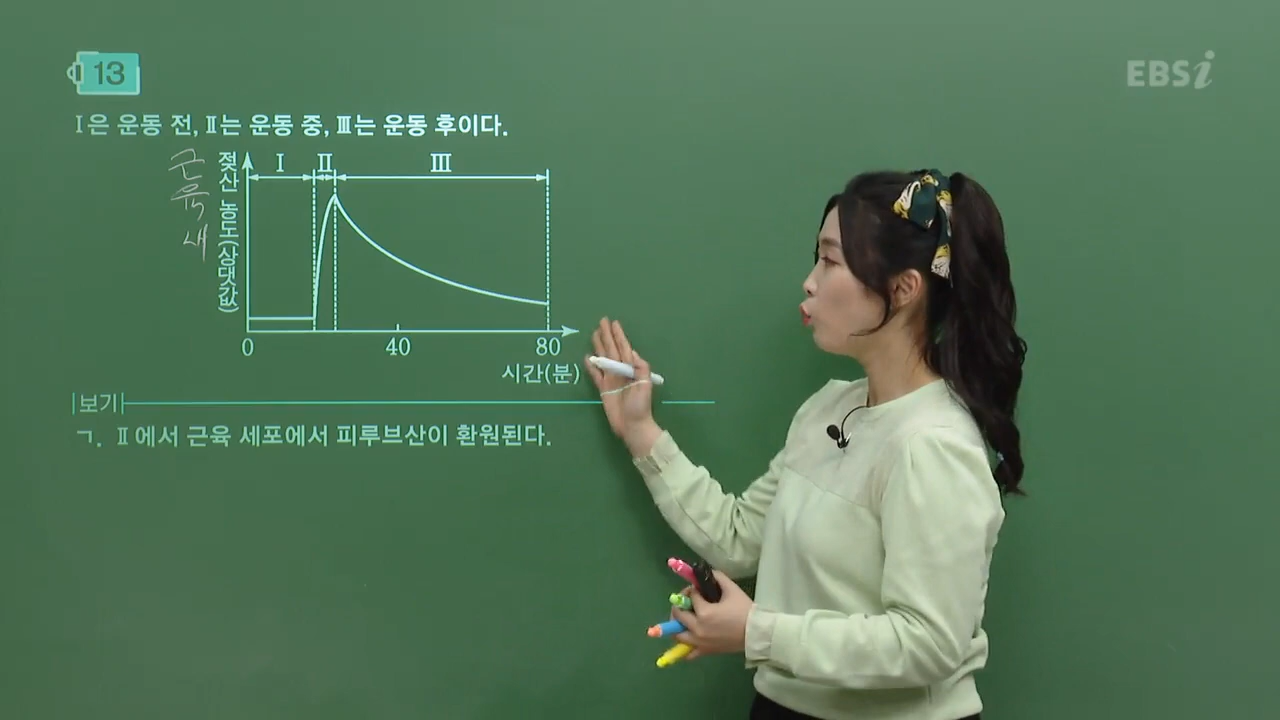 13
EBSi
Ⅰ은 운동 전, Ⅱ는 운동 중, Ⅲ는 운동 후이다.
근육내
젖산 농도(상댓값)
Ⅰ Ⅱ Ⅲ
0 40 80
시간(분)
보기
ㄱ. Ⅱ에서 근육 세포에서 피루브산이 환원된다.